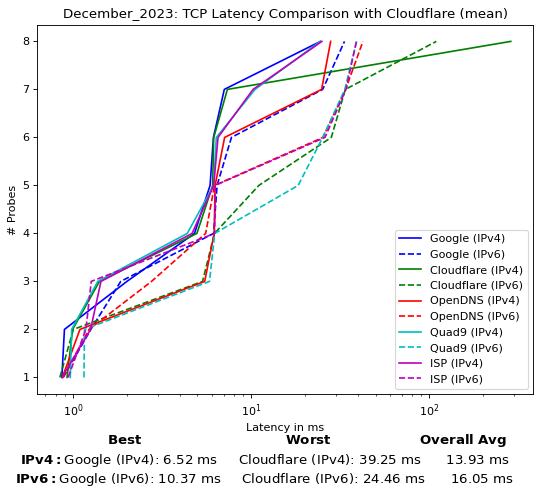 December_2023: TCP Latency Comparison with Cloudflare (mean)
8
7
6
5
4
3
2
1
# Probes
Google (IPv4)
Google (IPv6)
Cloudflare (IPv4)
Cloudflare (IPv6)
OpenDNS (IPv4)
OpenDNS (IPv6)
Quad9 (IPv4)
Quad9 (IPv6)
ISP (IPv4)
ISP (IPv6)
10⁰ 10¹ 10²
Latency in ms
Best Worst Overall Avg
IPv4: Google (IPv4): 6.52 ms Cloudflare (IPv4): 39.25 ms 13.93 ms
IPv6: Google (IPv6): 10.37 ms Cloudflare (IPv6): 24.46 ms 16.05 ms